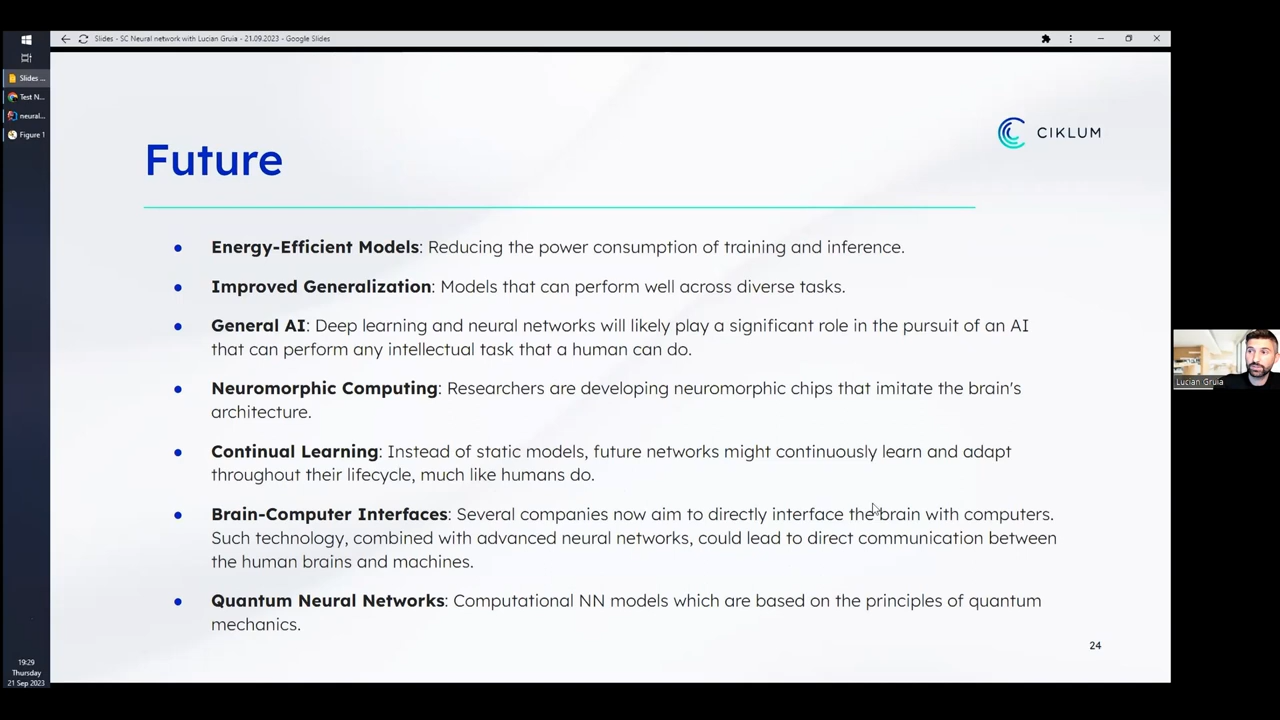 Slides - SC Neural network with Lucian Gruia - 21.09.2023 - Google Slides
Slides ...
Test N...
neural...
Figure 1
CIKLUM
Future
● Energy-Efficient Models: Reducing the power consumption of training and inference.
● Improved Generalization: Models that can perform well across diverse tasks.
● General AI: Deep learning and neural networks will likely play a significant role in the pursuit of an AI
that can perform any intellectual task that a human can do.
● Neuromorphic Computing: Researchers are developing neuromorphic chips that imitate the brain's
architecture.
● Continual Learning: Instead of static models, future networks might continuously learn and adapt
throughout their lifecycle, much like humans do.
● Brain-Computer Interfaces: Several companies now aim to directly interface the brain with computers.
Such technology, combined with advanced neural networks, could lead to direct communication between
the human brains and machines.
● Quantum Neural Networks: Computational NN models which are based on the principles of quantum
mechanics.
24
Lucian Gruia
19:29
Thursday
21 Sep 2023